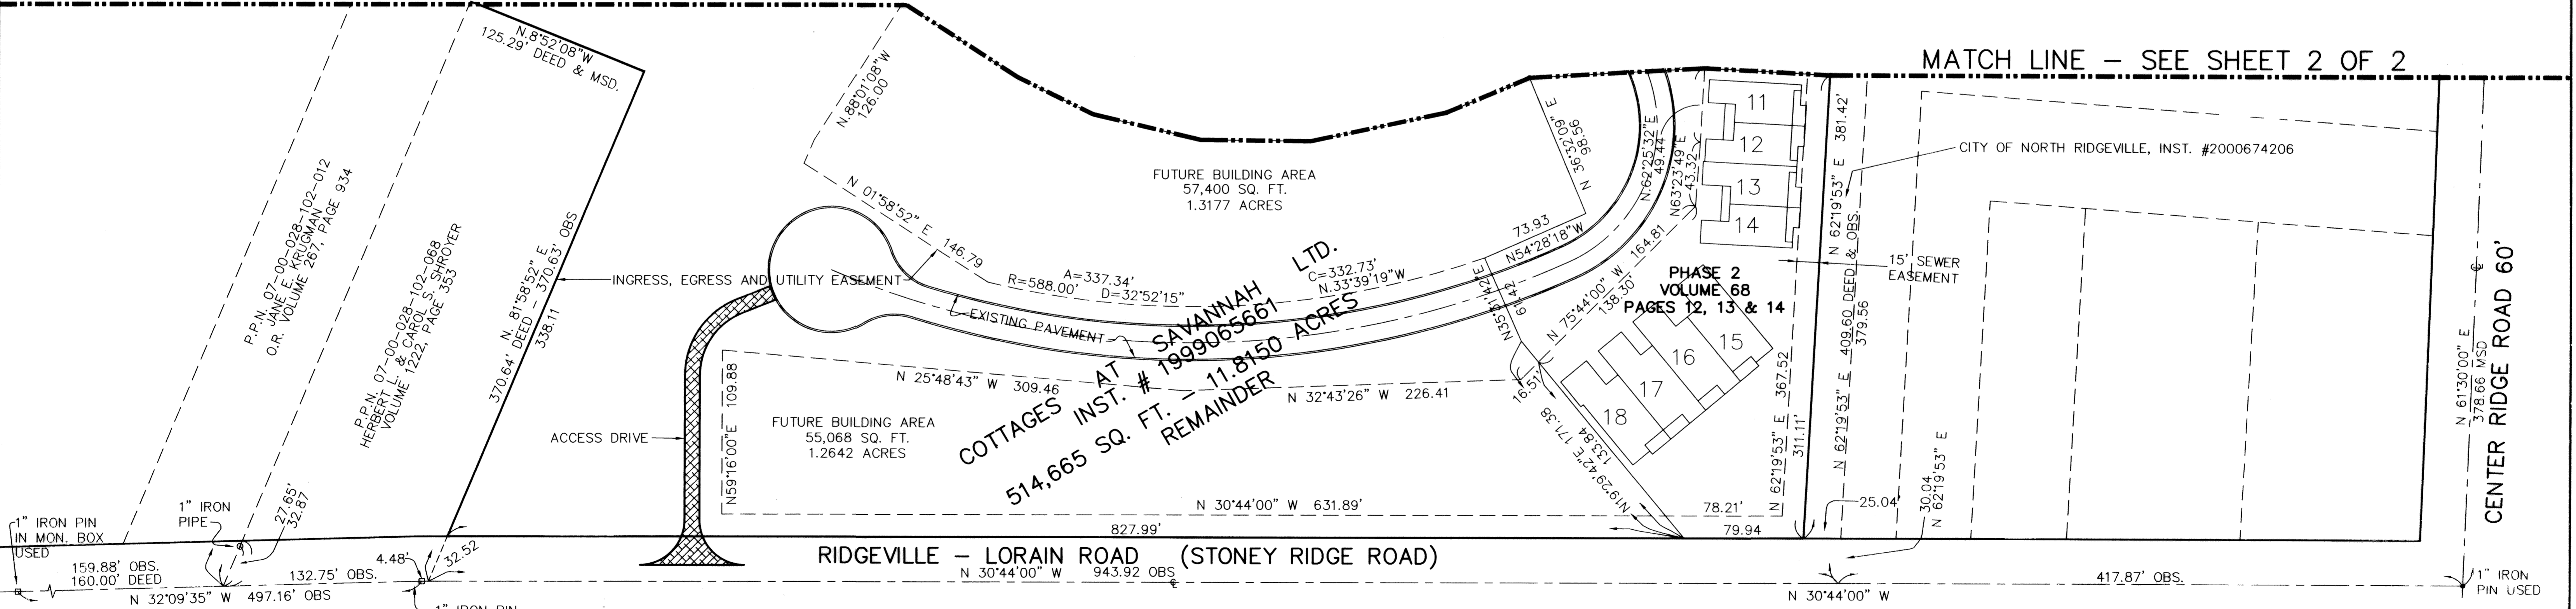 MATCH LINE – SEE SHEET 2 OF 2
N.8°52'08"W
125.29' DEED & MSD.
P.P.N. 07-00-028-102-012
JANE E. KRUGMAN
O.R. VOLUME 267, PAGE 934
P.P.N. 07-00-028-102-068
HERBERT L. & CAROL S. SHROYER
VOLUME 1222, PAGE 353
N. 81°58'52" E
370.64' DEED - 370.63' OBS
338.11
N.88°01'08"W
126.00
N 01°58'52" E 146.79
INGRESS, EGRESS AND UTILITY EASEMENT
EXISTING PAVEMENT
A=337.34'
R=588.00'
D=32°52'15"
C=332.73'
N.33°39'19"W
FUTURE BUILDING AREA
57,400 SQ. FT.
1.3177 ACRES
N 36°32'09" E
98.56
73.93
N54°28'18"W
N.62°25'32"E
49.44'
N63°23'49"E
43.32
164.81
N 75°44'00" W
138.30'
61.42
11
12
13
14
PHASE 2
VOLUME 68
PAGES 12, 13 & 14
15
16
17
18
15' SEWER
EASEMENT
N 62°19'53" E 381.42'
N 62°19'53" E 409.60 DEED & OBS.
379.56
CITY OF NORTH RIDGEVILLE, INST. #2000674206
N 61°30'00" E
378.66 MSD
CENTER RIDGE ROAD 60'
COTTAGES AT SAVANNAH LTD.
INST. # 1999065661
514,665 SQ. FT. – 11.8150 ACRES
REMAINDER
ACCESS DRIVE
N59°16'00"E 109.88
N 25°48'43" W 309.46
N 32°43'26" W 226.41
FUTURE BUILDING AREA
55,068 SQ. FT.
1.2642 ACRES
16.51'
171.38
133.84
N19°29'42"E
N 62°19'53" E 367.52
311.11'
N 30°44'00" W 631.89'
78.21'
827.99'
79.94
25.04'
30.04
N 62°19'53" E
1" IRON PIN
IN MON. BOX
USED
1" IRON
PIPE
27.65'
32.87
4.48'
32.52
159.88' OBS.
160.00' DEED
132.75' OBS.
N 32°09'35" W 497.16' OBS
RIDGEVILLE – LORAIN ROAD (STONEY RIDGE ROAD)
N 30°44'00" W 943.92 OBS
417.87' OBS.
N 30°44'00" W
1" IRON
PIN USED
1" IRON PIN